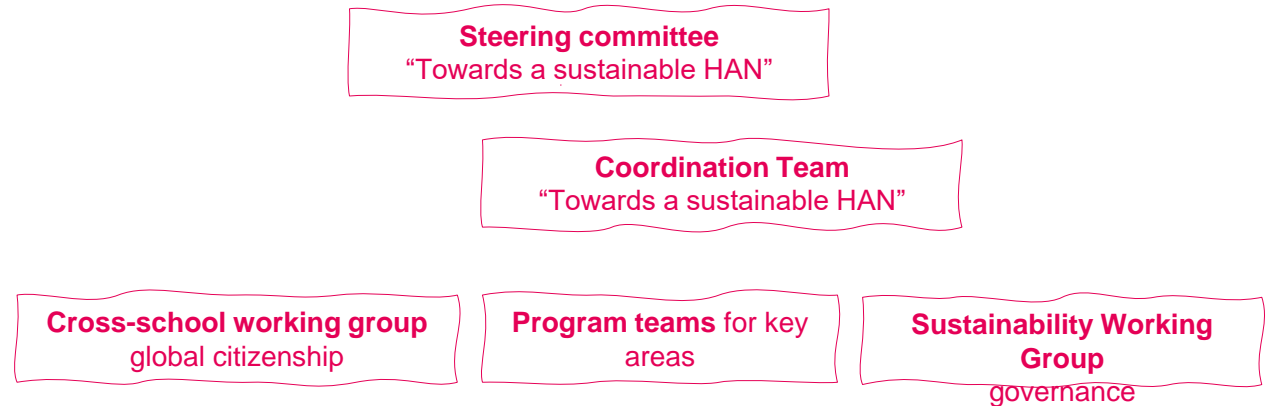 Steering committee
“Towards a sustainable HAN”
Coordination Team
“Towards a sustainable HAN”
Cross-school working group
global citizenship
Program teams for key
areas
Sustainability Working
Group
governance